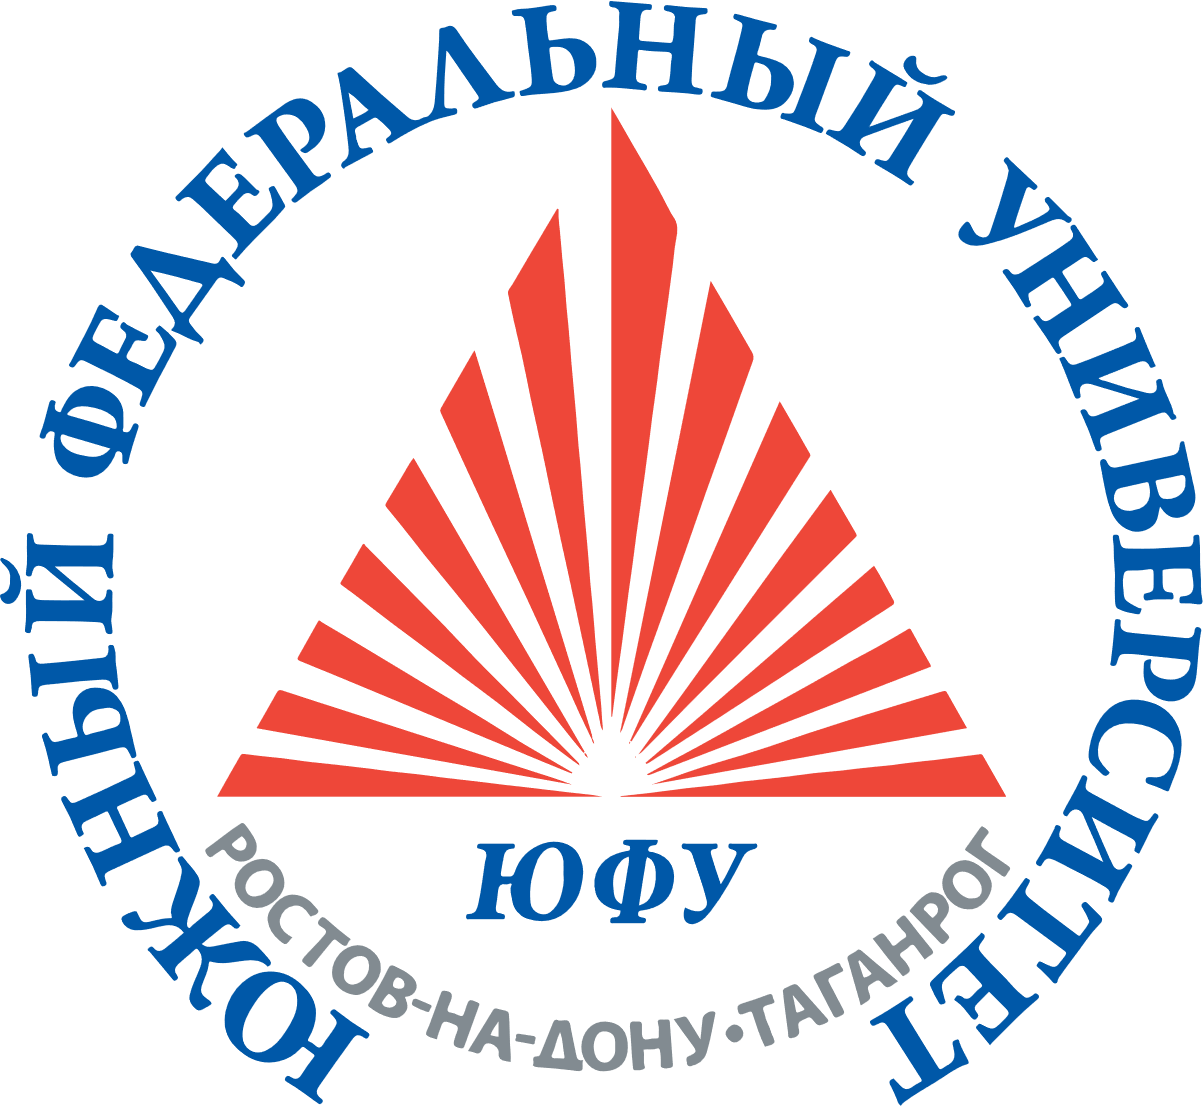 ЮЖНЫЙ ФЕДЕРАЛЬНЫЙ УНИВЕРСИТЕТ
ЮФУ
РОСТОВ-НА-ДОНУ•ТАГАНРОГ